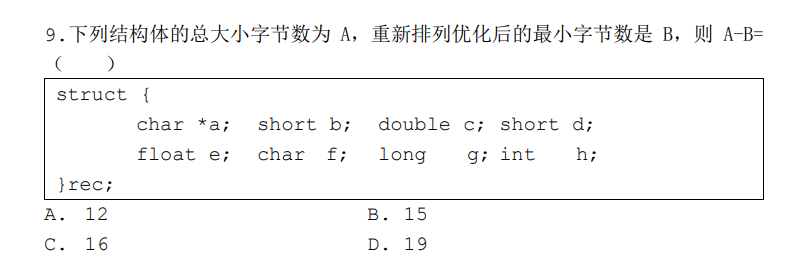 9.下列结构体的总大小字节数为 A，重新排列优化后的最小字节数是 B，则 A-B=
（    ）
struct {
char *a;  short b;  double c; short d;
float e;  char  f;  long    g; int    h;
}rec;
A. 12    B. 15
C. 16    D. 19